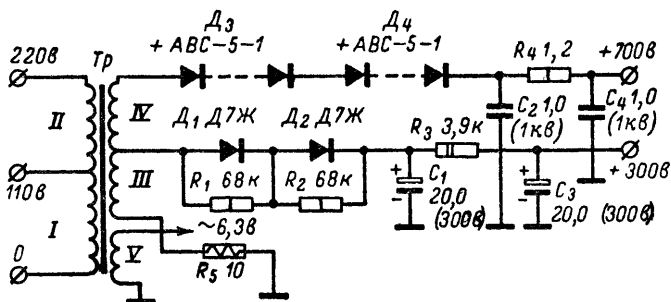 Д3 Д4
+ АВС-5-1 + АВС-5-1
220в Тр R4 1,2 +700в
II IV
Д1 Д7Ж Д2 Д7Ж C2 1,0 (1кв) C4 1,0 (1кв)
R3 3,9к
110в III R1 68к R2 68к + - C1 20,0 (300в) +300в
+ - C3 20,0 (300в)
I ~6,3в
0 V R5 10